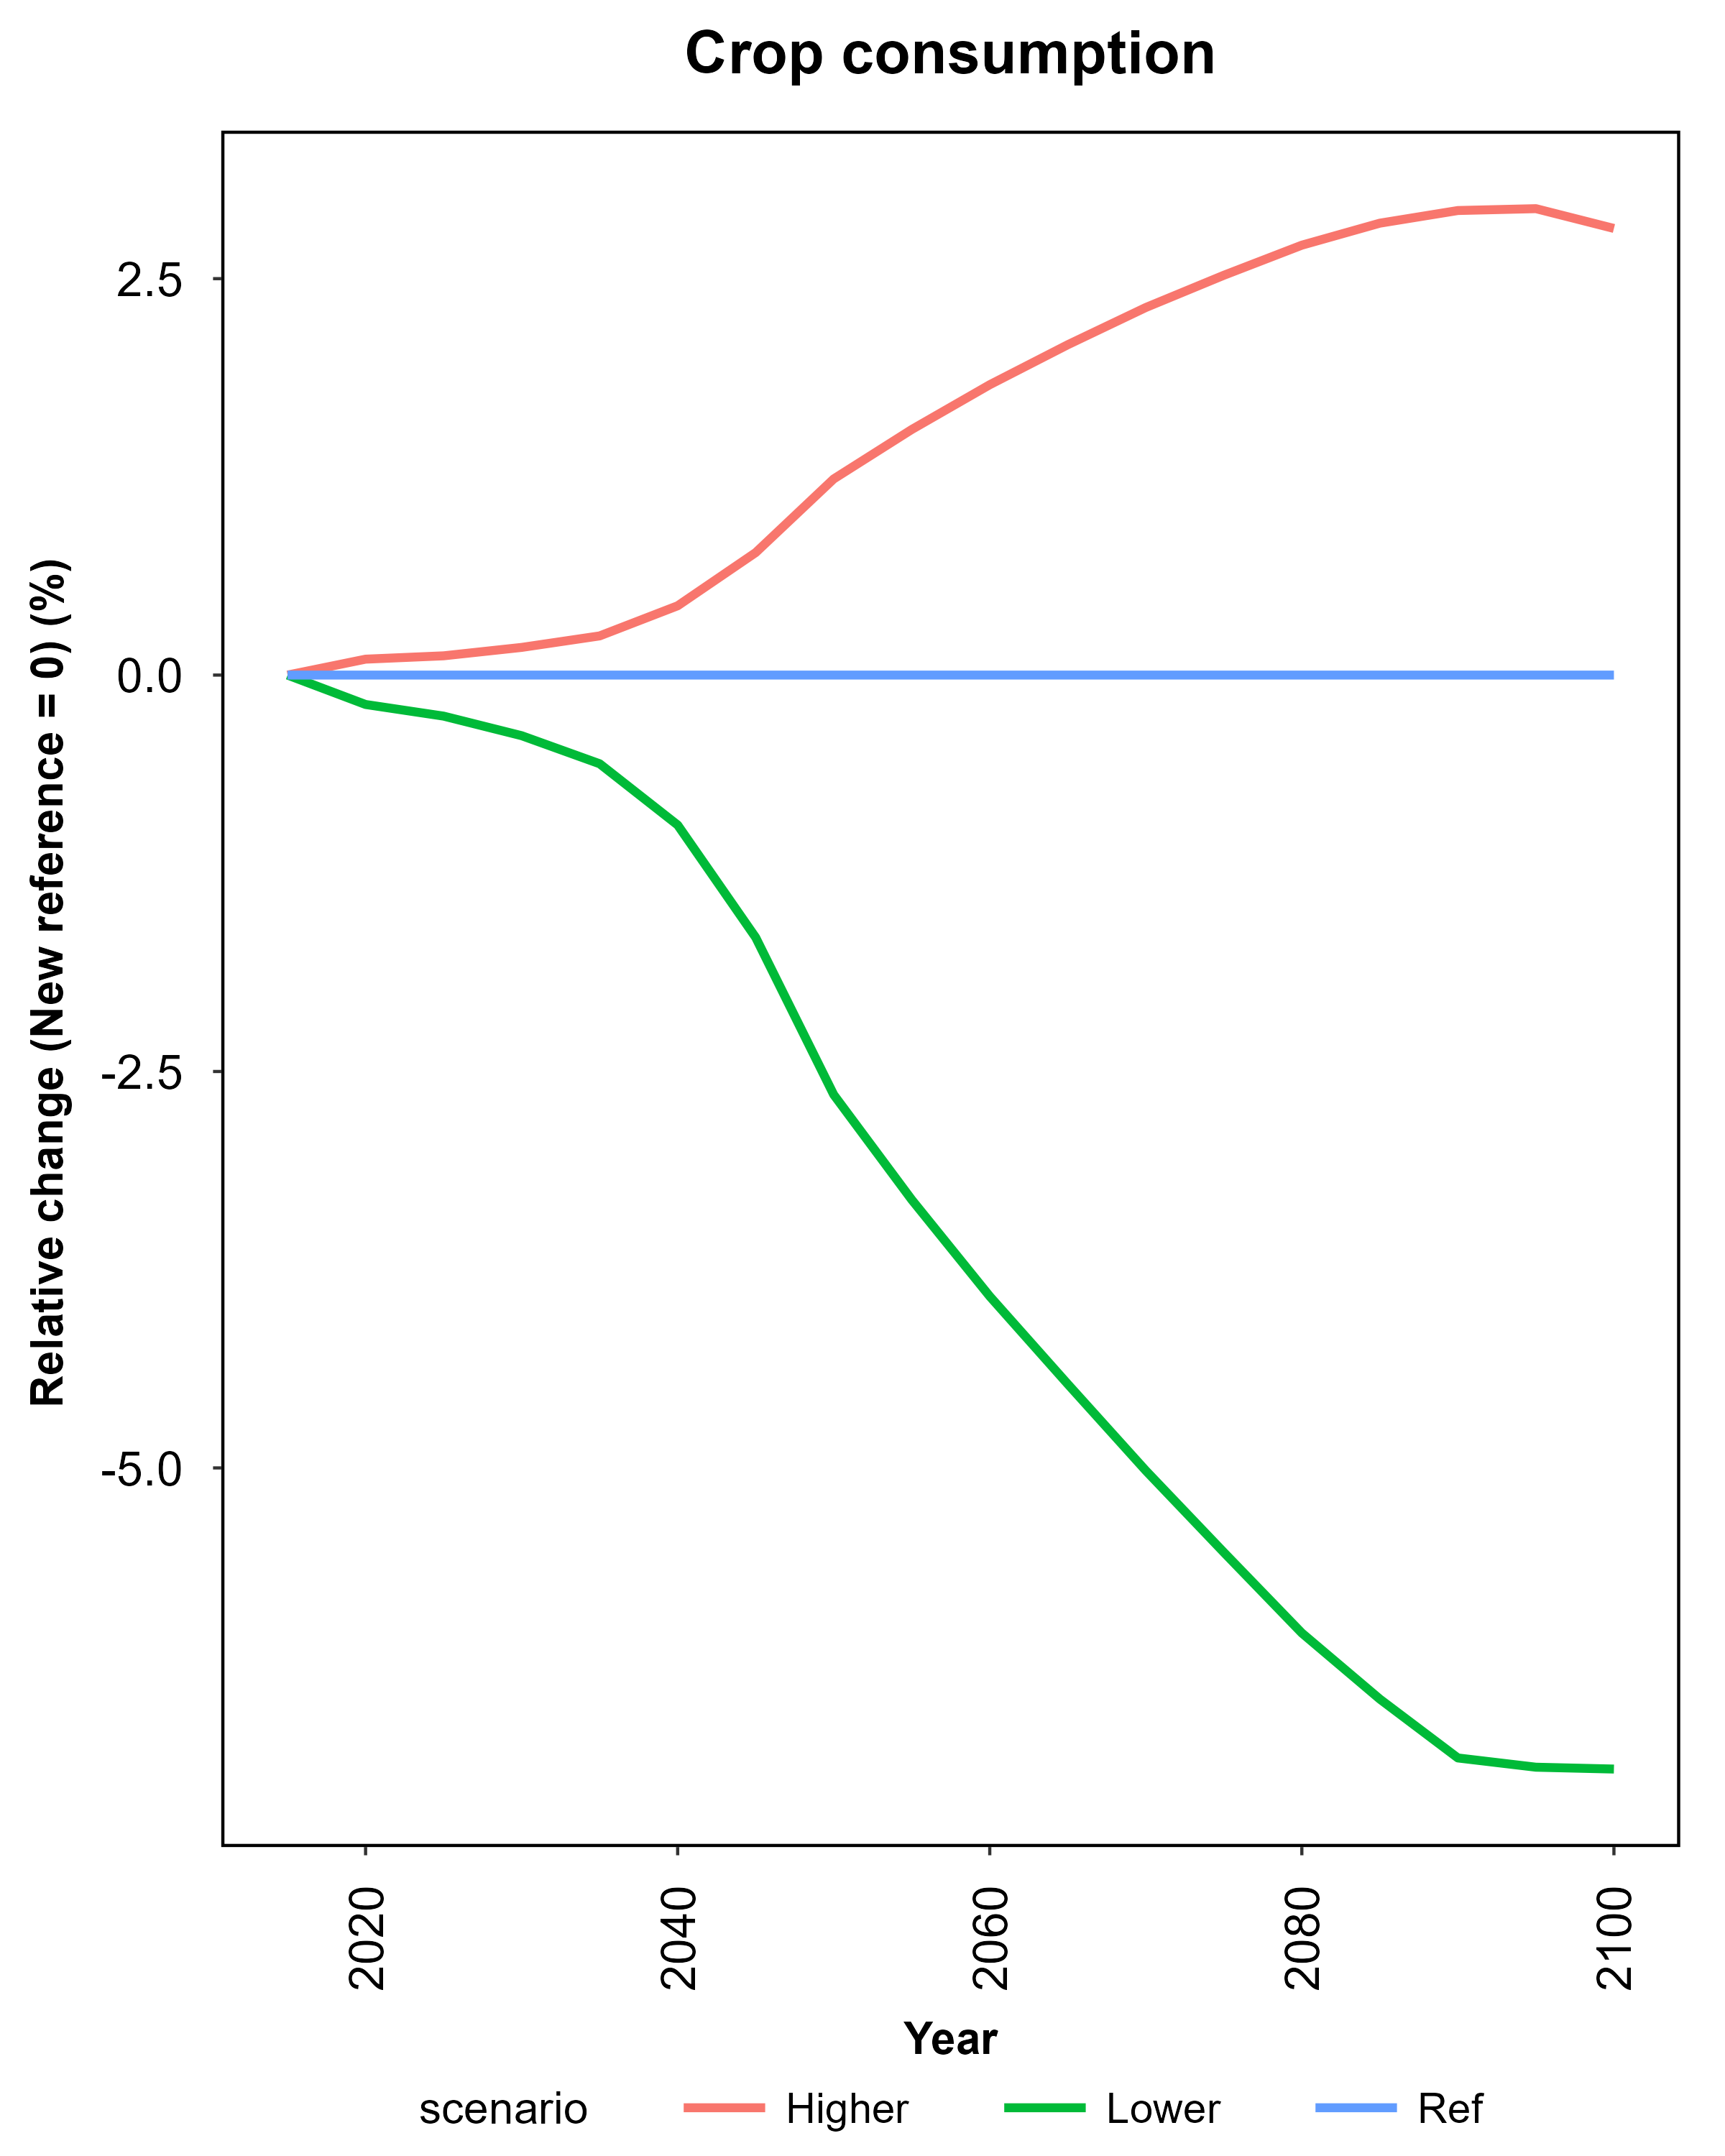 Crop consumption
Relative change (New reference = 0) (%)
2.5
0.0
-2.5
-5.0
2020
2040
2060
2080
2100
Year
scenario
Higher
Lower
Ref